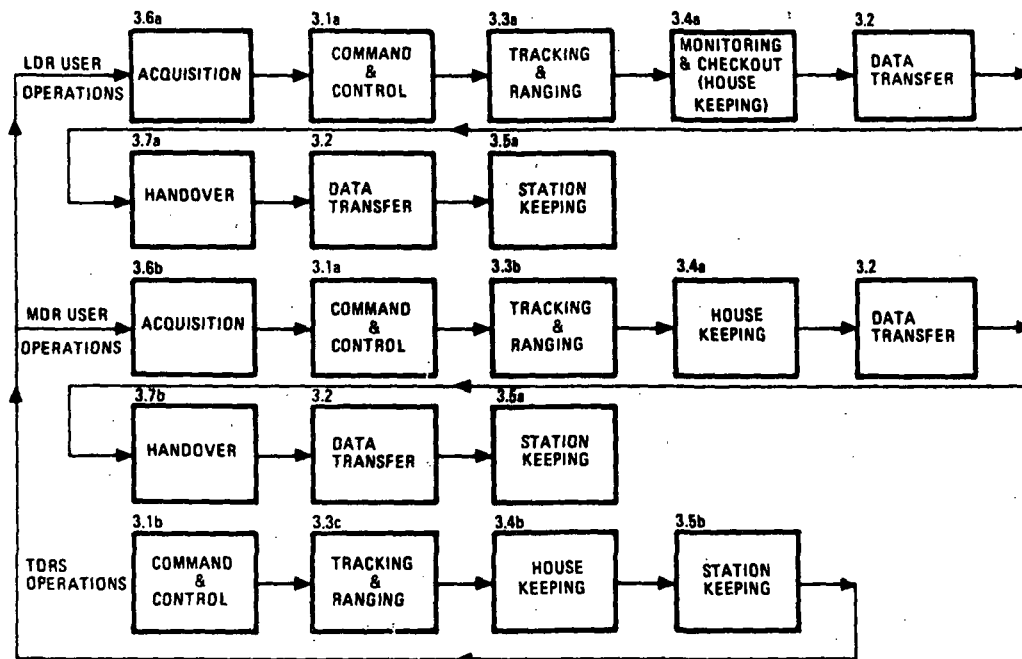 3.6a
3.1a
3.3a
3.4a
3.2
LDR USER
OPERATIONS
ACQUISITION
COMMAND
&
CONTROL
TRACKING
&
RANGING
MONITORING
& CHECKOUT
(HOUSE
KEEPING)
DATA
TRANSFER
3.7a
3.2
3.5a
HANDOVER
DATA
TRANSFER
STATION
KEEPING
3.6b
3.1a
3.3b
3.4a
3.2
MDR USER
OPERATIONS
ACQUISITION
COMMAND
&
CONTROL
TRACKING
&
RANGING
HOUSE
KEEPING
DATA
TRANSFER
3.7b
3.2
3.5a
HANDOVER
DATA
TRANSFER
STATION
KEEPING
3.1b
3.3c
3.4b
3.5b
TDRS
OPERATIONS
COMMAND
&
CONTROL
TRACKING
&
RANGING
HOUSE
KEEPING
STATION
KEEPING